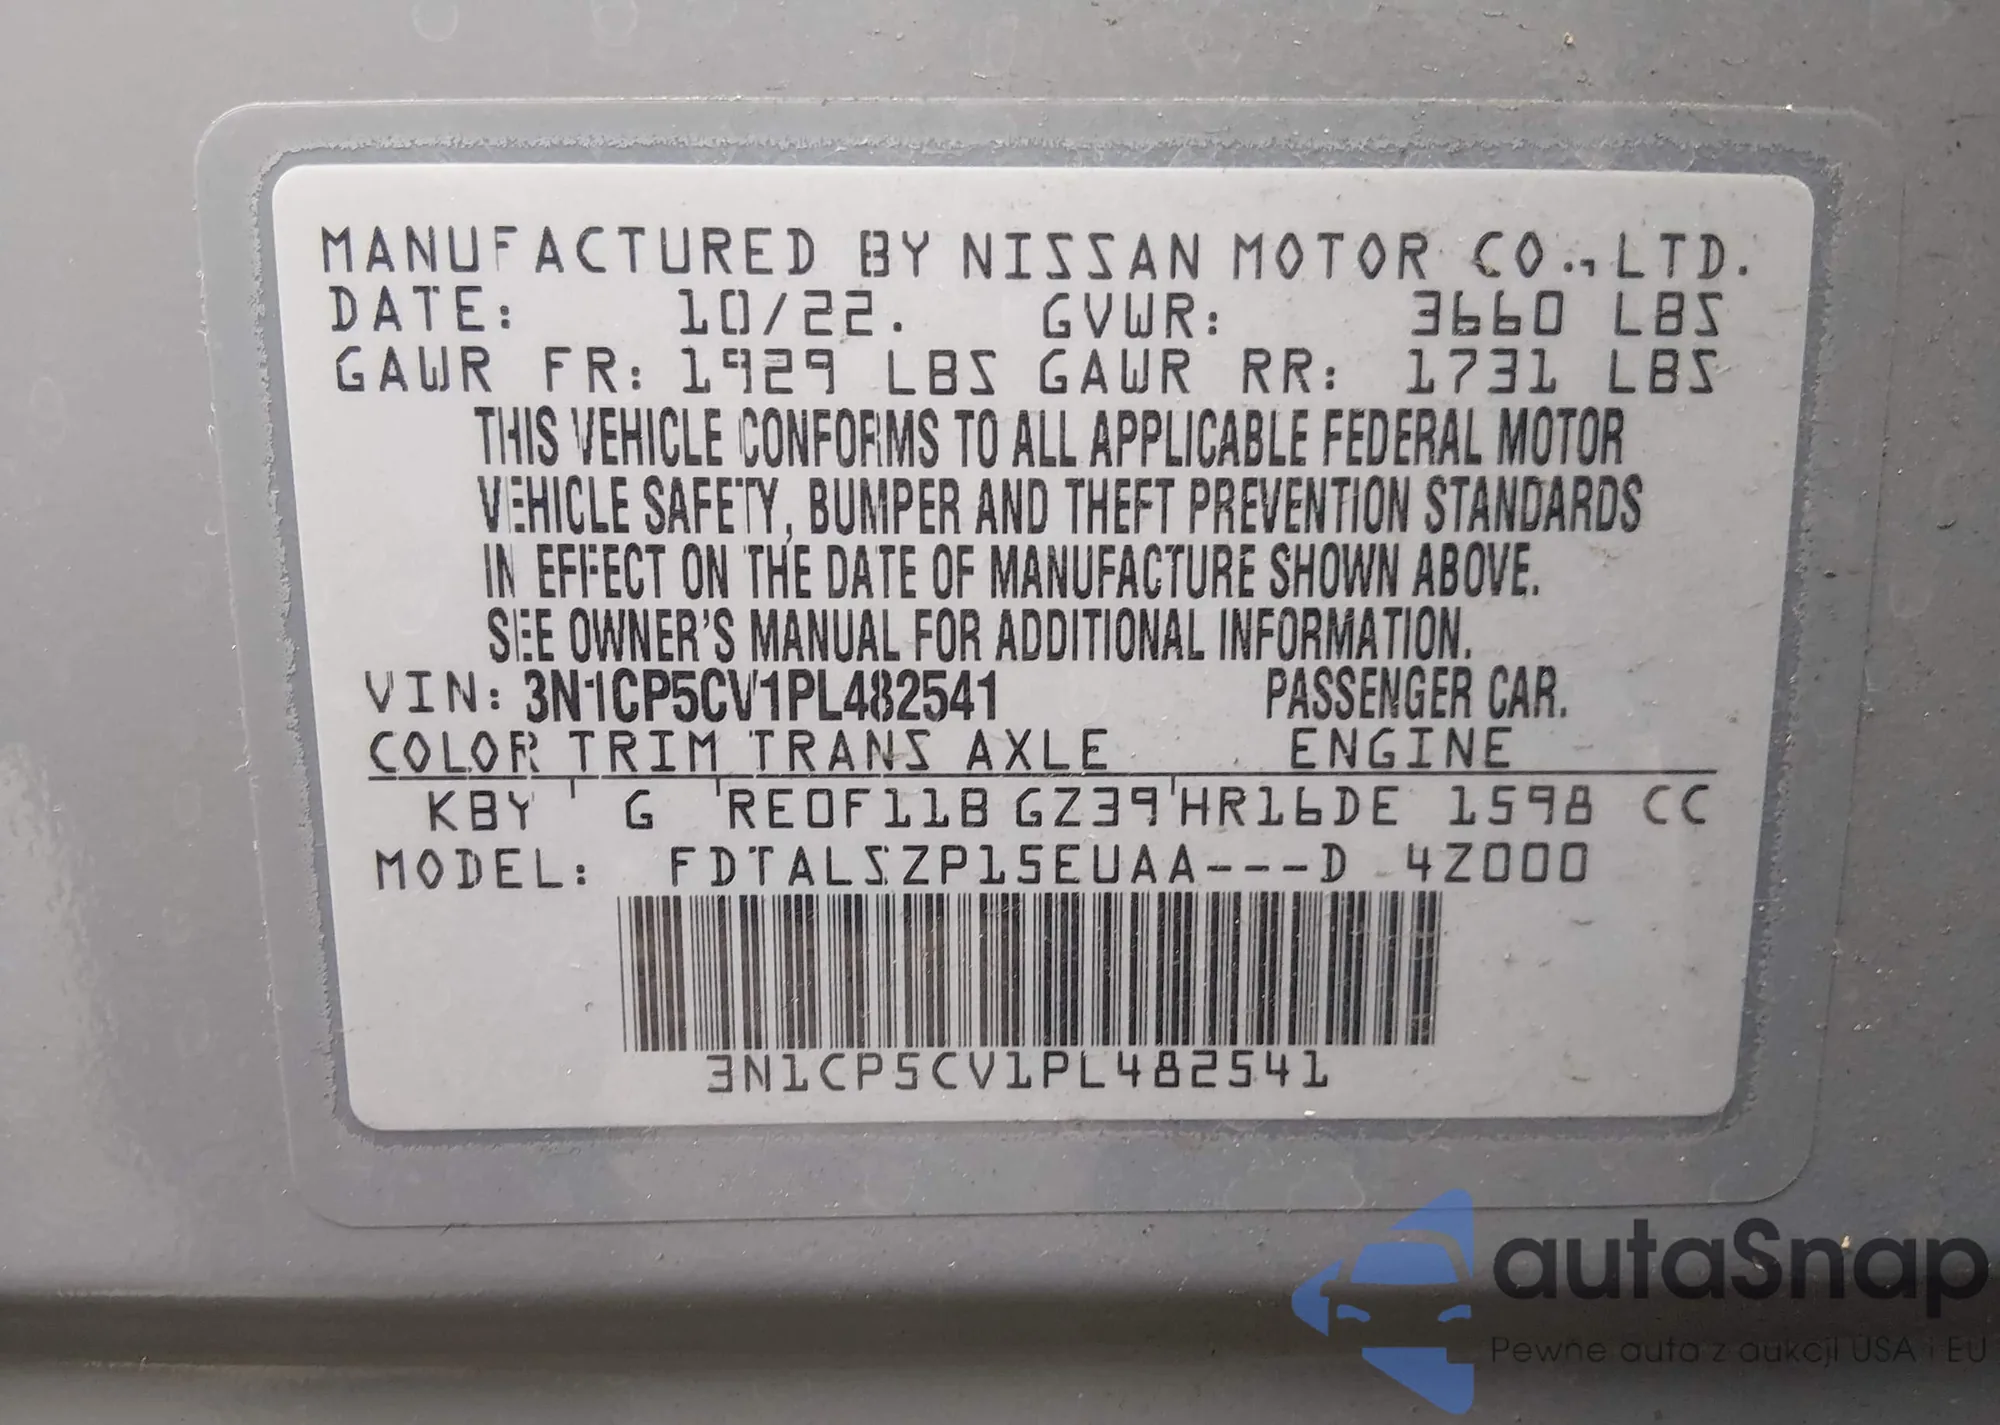 MANUFACTURED BY NISSAN MOTOR CO., LTD.
DATE: 10/22. GVWR: 3660 LBS
GAWR FR: 1929 LBS GAWR RR: 1731 LBS
THIS VEHICLE CONFORMS TO ALL APPLICABLE FEDERAL MOTOR
VEHICLE SAFETY, BUMPER AND THEFT PREVENTION STANDARDS
IN EFFECT ON THE DATE OF MANUFACTURE SHOWN ABOVE.
SEE OWNER'S MANUAL FOR ADDITIONAL INFORMATION.
VIN: 3N1CP5CV1PL482541 PASSENGER CAR.
COLOR TRIM TRANS AXLE ENGINE
KBY G RE0F11B GZ39 HR16DE 1598 CC
MODEL: FDTALSZP15EUAA---D 4Z000
3N1CP5CV1PL482541
autaSnap
Pewne auta z aukcji USA i EU